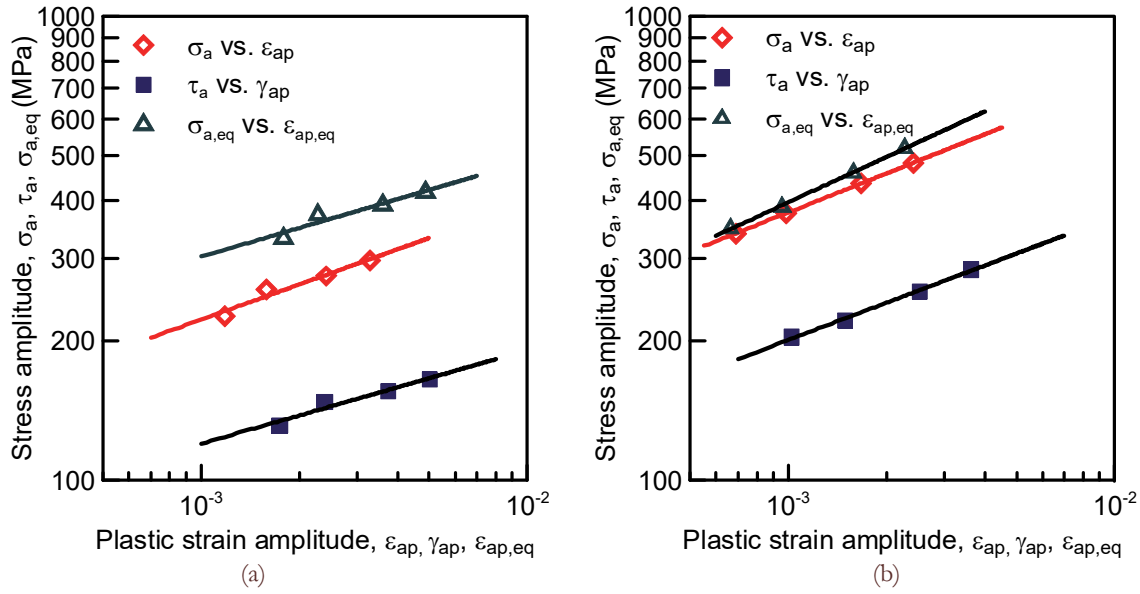 1000
900
800
700
600
500
400
300
200
100
Stress amplitude, σa, τa, σa,eq (MPa)
σa vs. εap
τa vs. γap
σa,eq vs. εap,eq
10-3
10-2
Plastic strain amplitude, εap, γap, εap,eq
(a)
1000
900
800
700
600
500
400
300
200
100
Stress amplitude, σa, τa, σa,eq (MPa)
σa vs. εap
τa vs. γap
σa,eq vs. εap,eq
10-3
10-2
Plastic strain amplitude, εap, γap, εap,eq
(b)